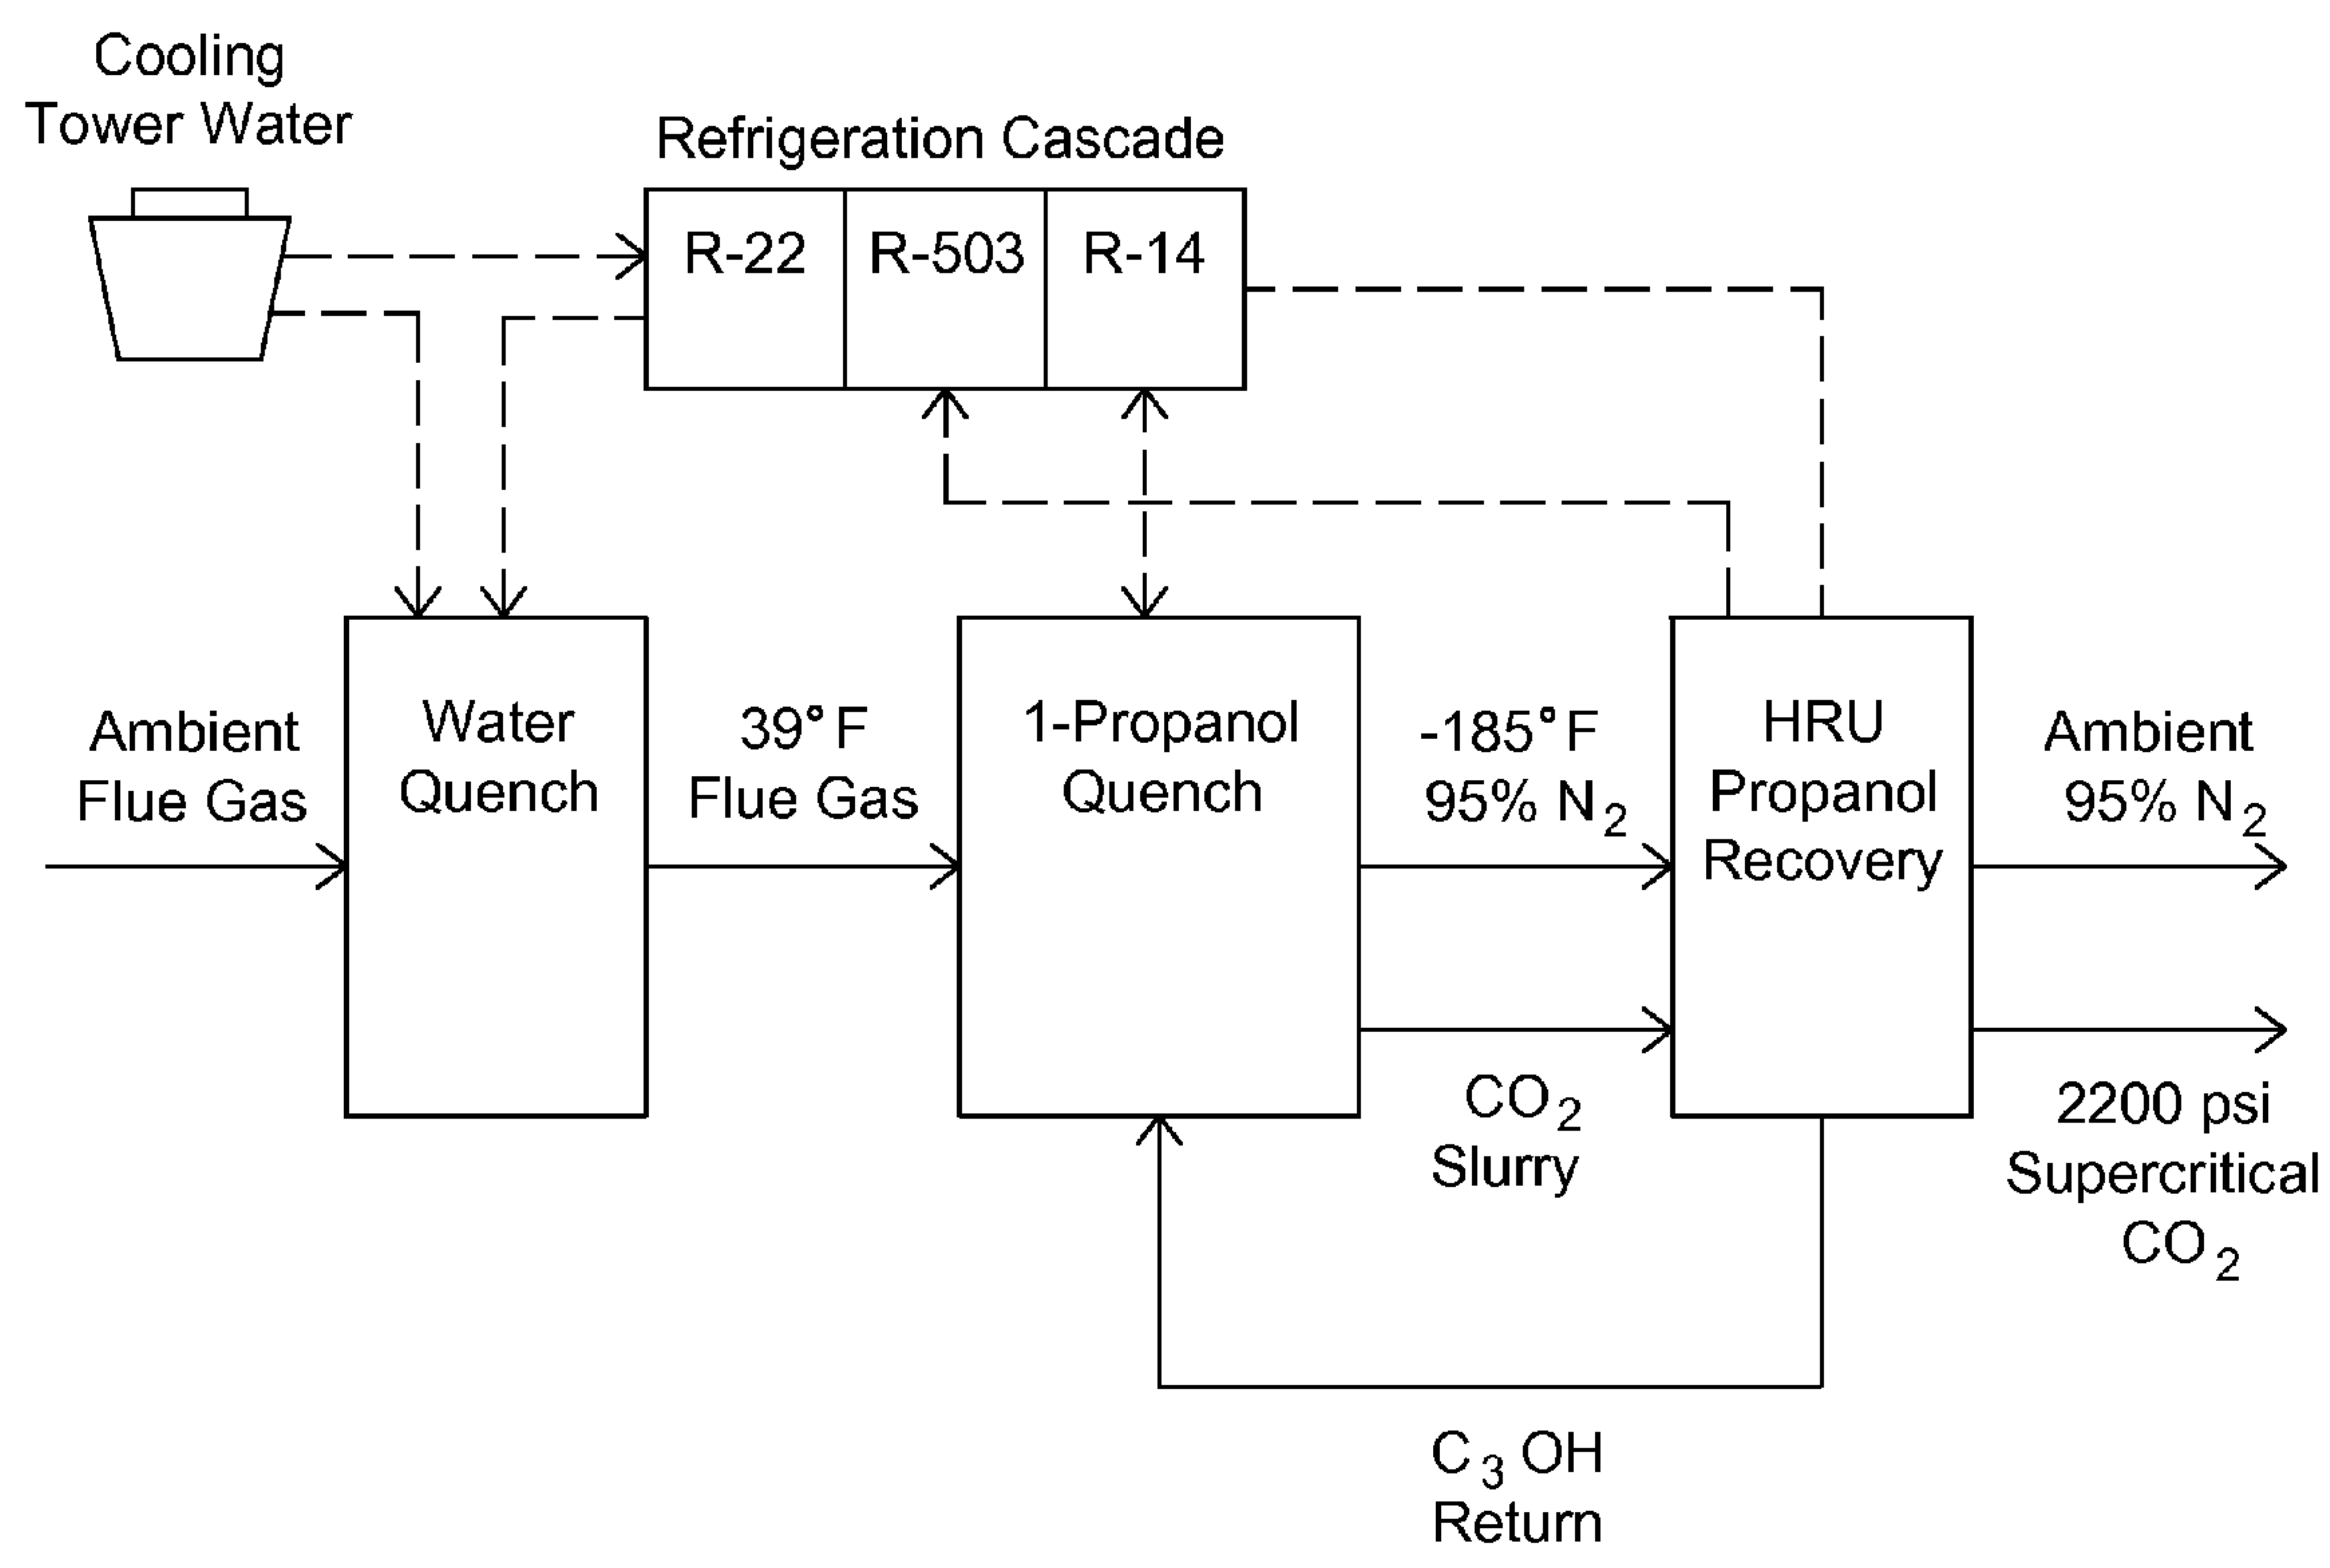 Cooling
Tower Water
Refrigeration Cascade
R-22
R-503
R-14
Ambient
Flue Gas
Water
Quench
39°F
Flue Gas
1-Propanol
Quench
-185°F
95% N2
HRU
Propanol
Recovery
Ambient
95% N2
CO2
Slurry
2200 psi
Supercritical
CO2
C3 OH
Return